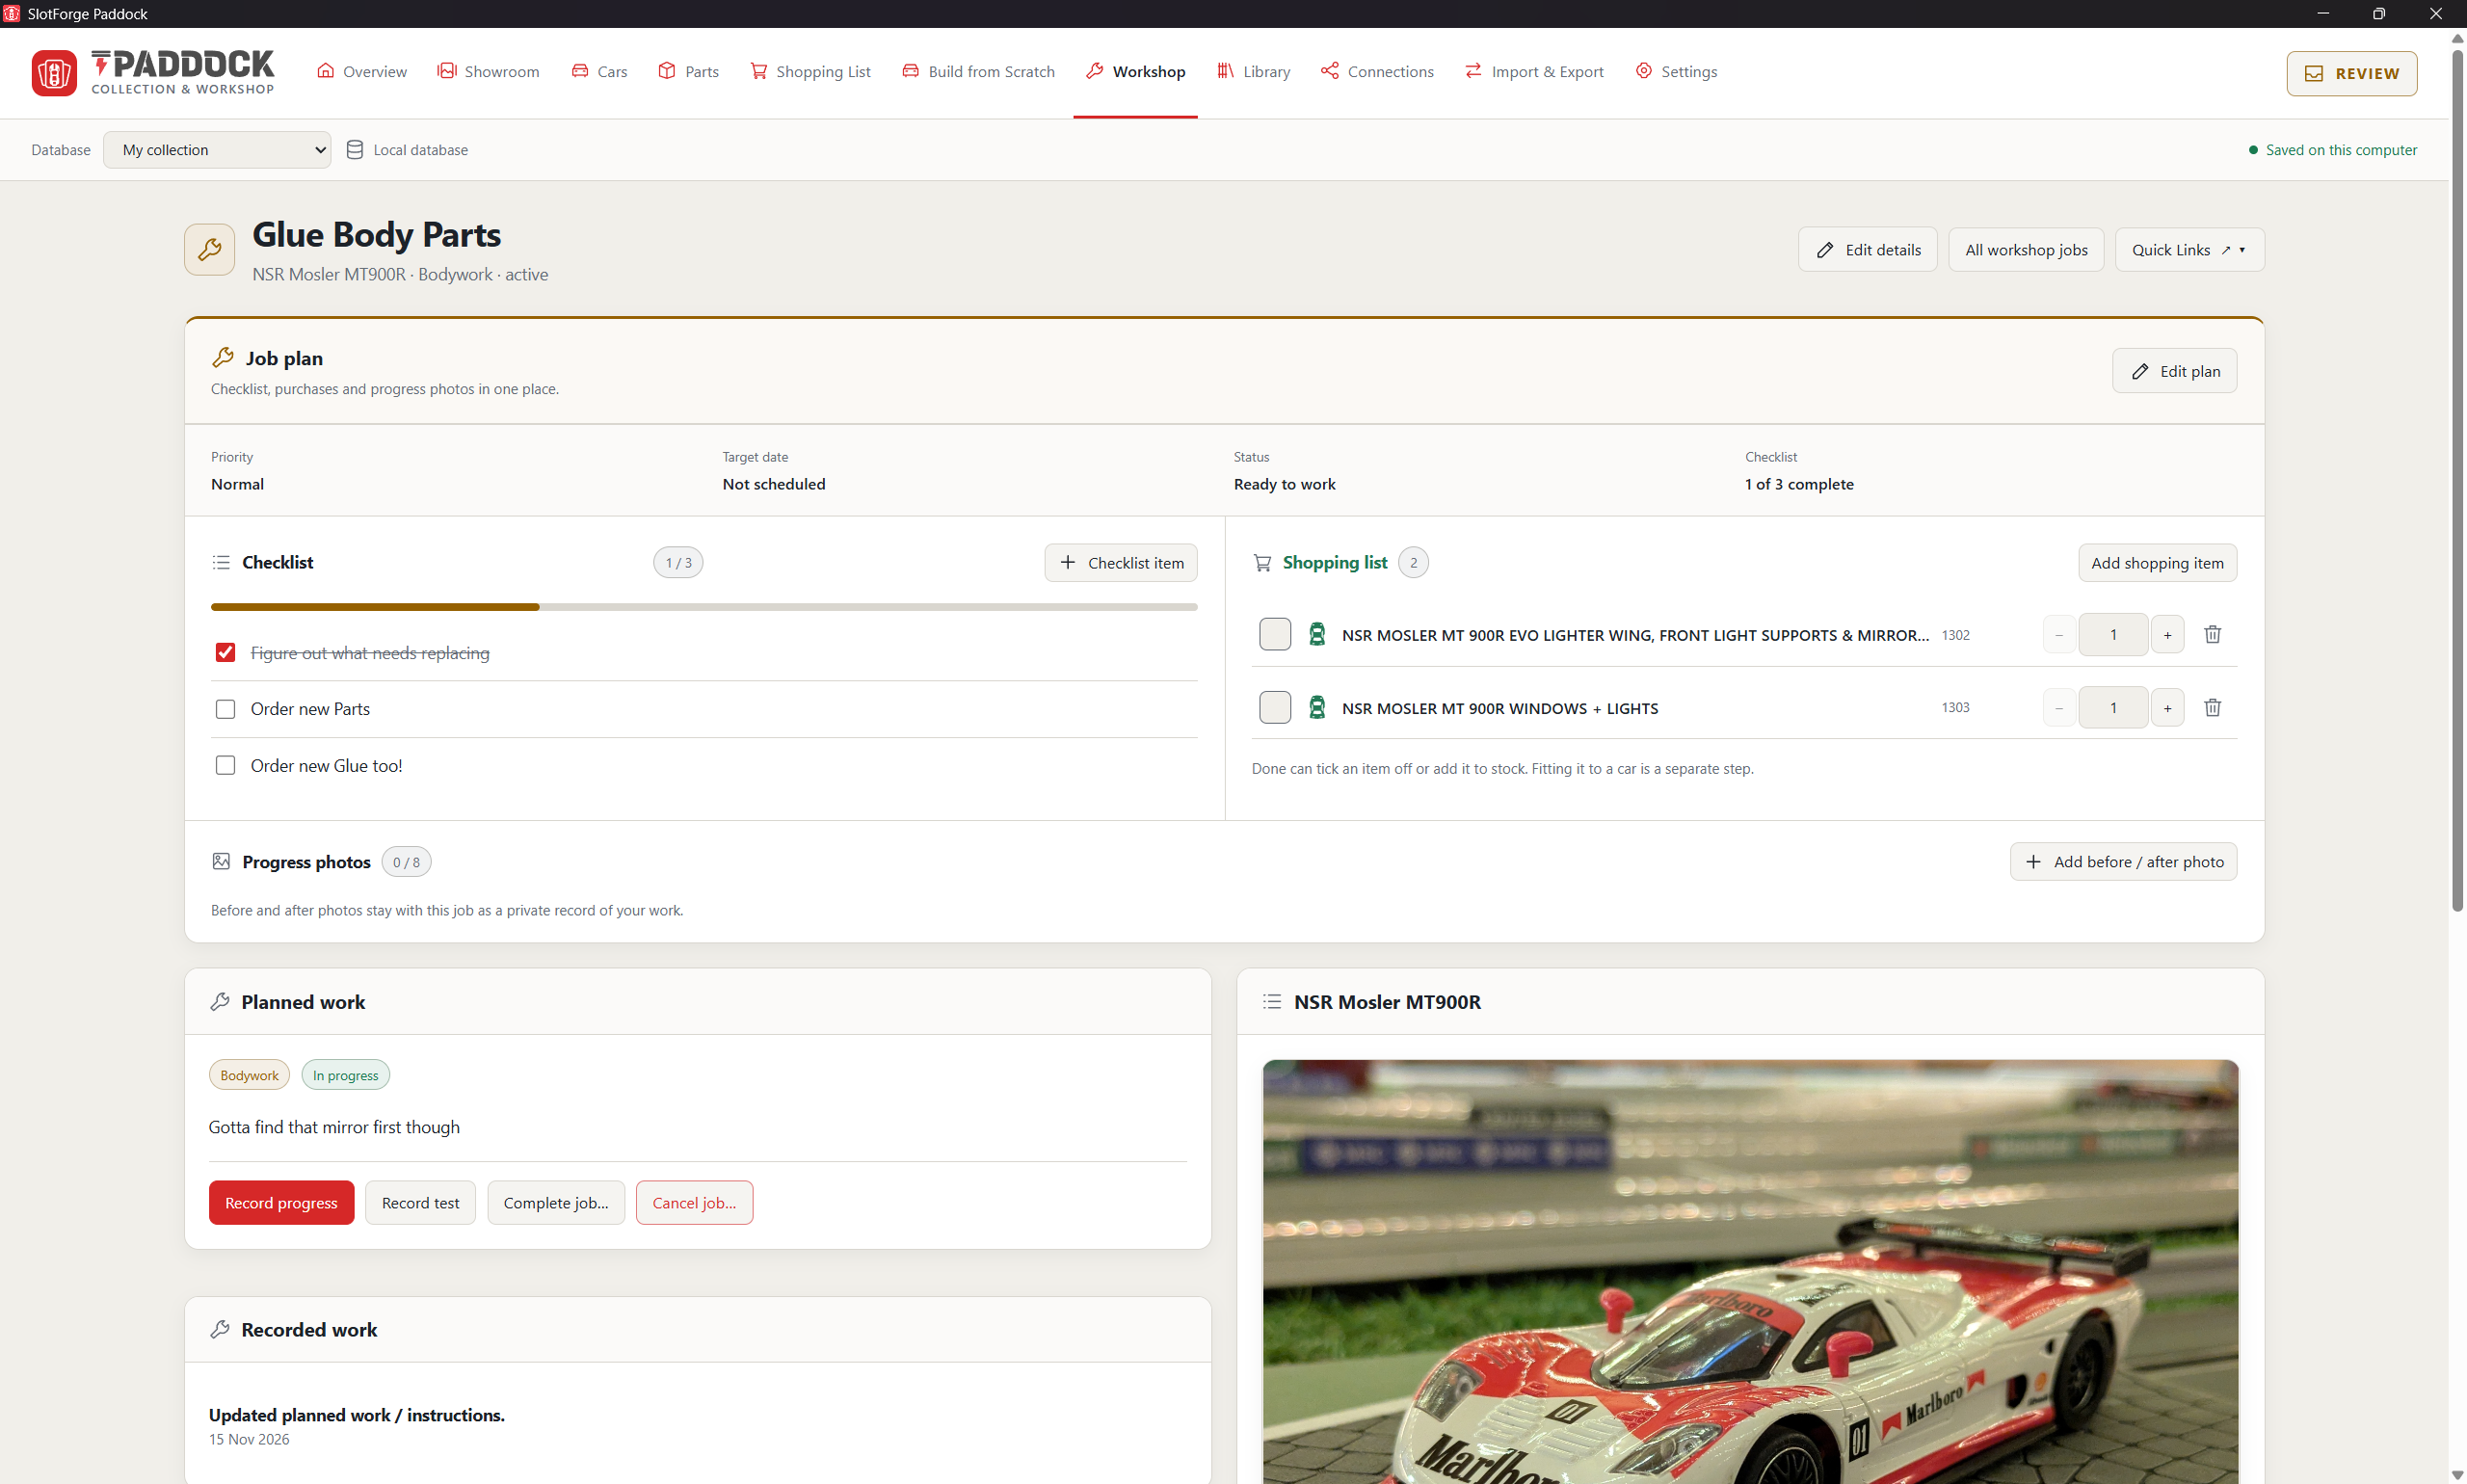 SlotForge Paddock
PADDOCK
COLLECTION & WORKSHOP
Overview
Showroom
Cars
Parts
Shopping List
Build from Scratch
Workshop
Library
Connections
Import & Export
Settings
REVIEW
Database
My collection
Local database
Saved on this computer
Glue Body Parts
NSR Mosler MT900R · Bodywork · active
Edit details
All workshop jobs
Quick Links ↗ ▾
Job plan
Checklist, purchases and progress photos in one place.
Edit plan
Priority
Normal
Target date
Not scheduled
Status
Ready to work
Checklist
1 of 3 complete
Checklist
1 / 3
+ Checklist item
Figure out what needs replacing
Order new Parts
Order new Glue too!
Shopping list
2
Add shopping item
NSR MOSLER MT 900R EVO LIGHTER WING, FRONT LIGHT SUPPORTS & MIRROR... 1302
− 1 +
NSR MOSLER MT 900R WINDOWS + LIGHTS 1303
− 1 +
Done can tick an item off or add it to stock. Fitting it to a car is a separate step.
Progress photos
0 / 8
+ Add before / after photo
Before and after photos stay with this job as a private record of your work.
Planned work
Bodywork
In progress
Gotta find that mirror first though
Record progress
Record test
Complete job...
Cancel job...
Recorded work
Updated planned work / instructions.
15 Nov 2026
NSR Mosler MT900R
Marlboro
01
Marlboro
01
Marlboro